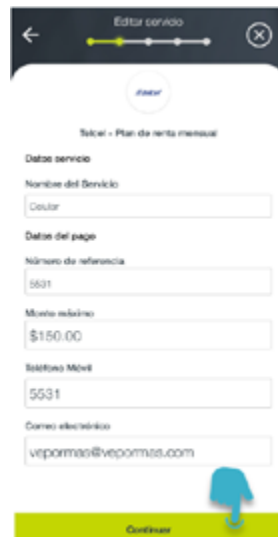 Editar servicio
telcel
Telcel - Plan de renta mensual
Datos servicio
Nombre del Servicio
Celular
Datos del pago
Número de referencia
5531
Monto máximo
$150.00
Teléfono Móvil
5531
Correo electrónico
vepormas@vepormas.com
Continuar